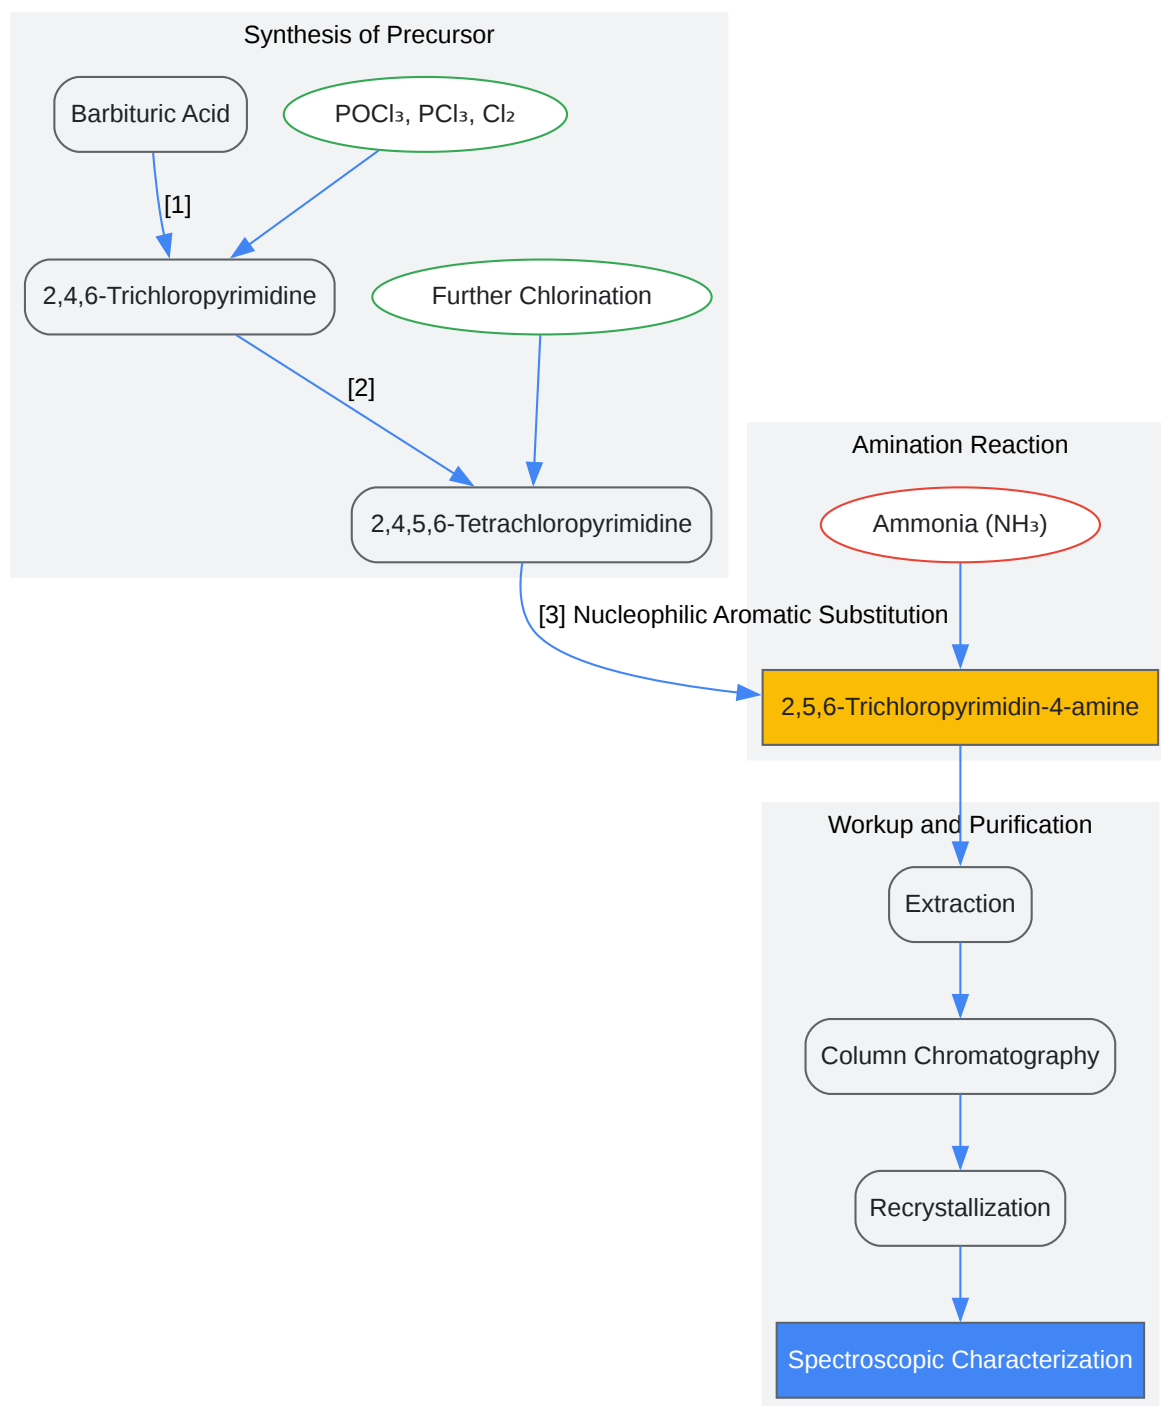 Synthesis of Precursor
Barbituric Acid
POCl₃, PCl₃, Cl₂
[1]
2,4,6-Trichloropyrimidine
Further Chlorination
[2]
2,4,5,6-Tetrachloropyrimidine
Amination Reaction
Ammonia (NH₃)
[3] Nucleophilic Aromatic Substitution
2,5,6-Trichloropyrimidin-4-amine
Workup and Purification
Extraction
Column Chromatography
Recrystallization
Spectroscopic Characterization